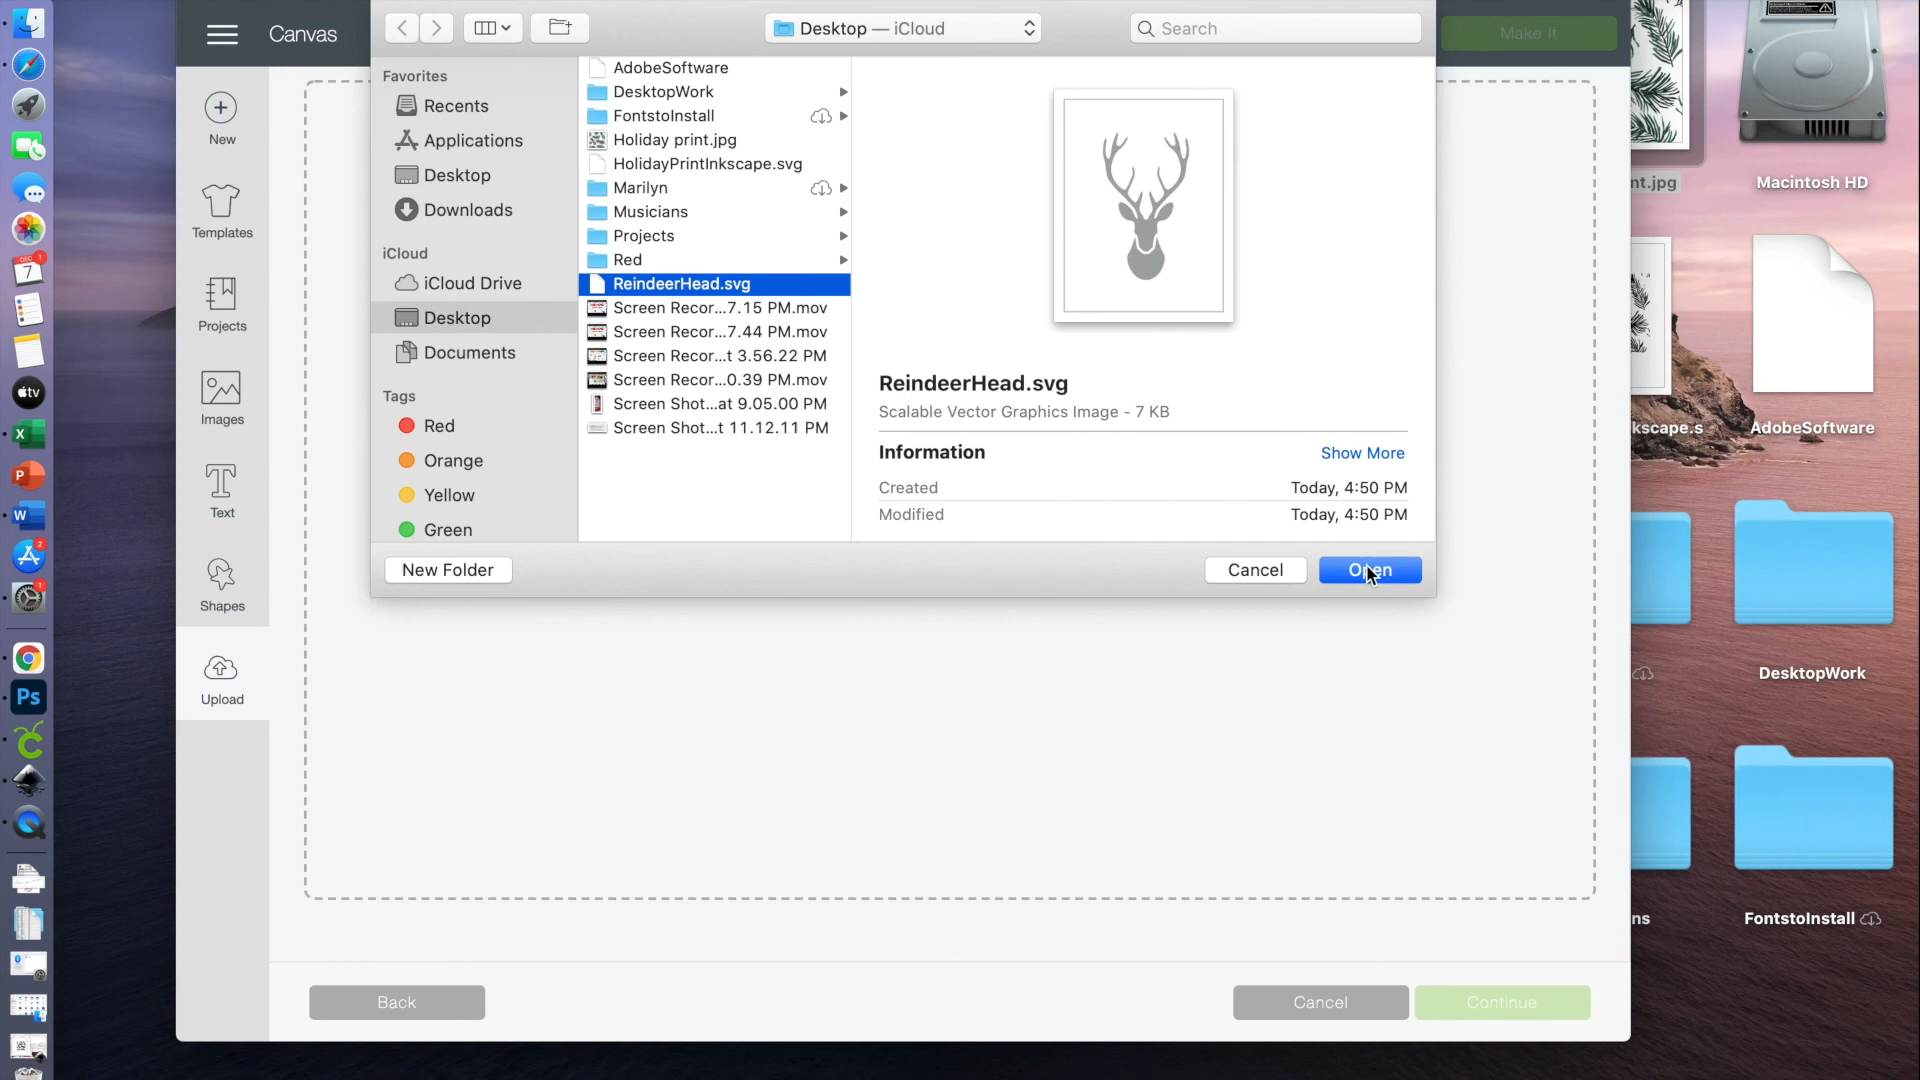 Canvas
Desktop — iCloud
Search
Make It
New
Templates
Projects
Images
Text
Shapes
Upload
Favorites
Recents
Applications
Desktop
Downloads
iCloud
iCloud Drive
Desktop
Documents
Tags
Red
Orange
Yellow
Green
AdobeSoftware
DesktopWork
FontstoInstall
Holiday print.jpg
HolidayPrintInkscape.svg
Marilyn
Musicians
Projects
Red
ReindeerHead.svg
Screen Recor...7.15 PM.mov
Screen Recor...7.44 PM.mov
Screen Recor...t 3.56.22 PM
Screen Recor...0.39 PM.mov
Screen Shot...at 9.05.00 PM
Screen Shot...t 11.12.11 PM
ReindeerHead.svg
Scalable Vector Graphics Image - 7 KB
Information Show More
Created Today, 4:50 PM
Modified Today, 4:50 PM
New Folder Cancel Open
Back Cancel Continue
nt.jpg
Macintosh HD
kscape.s
AdobeSoftware
DesktopWork
ns
FontstoInstall
DEC
7
tv
X
P
W
2
1
Ps